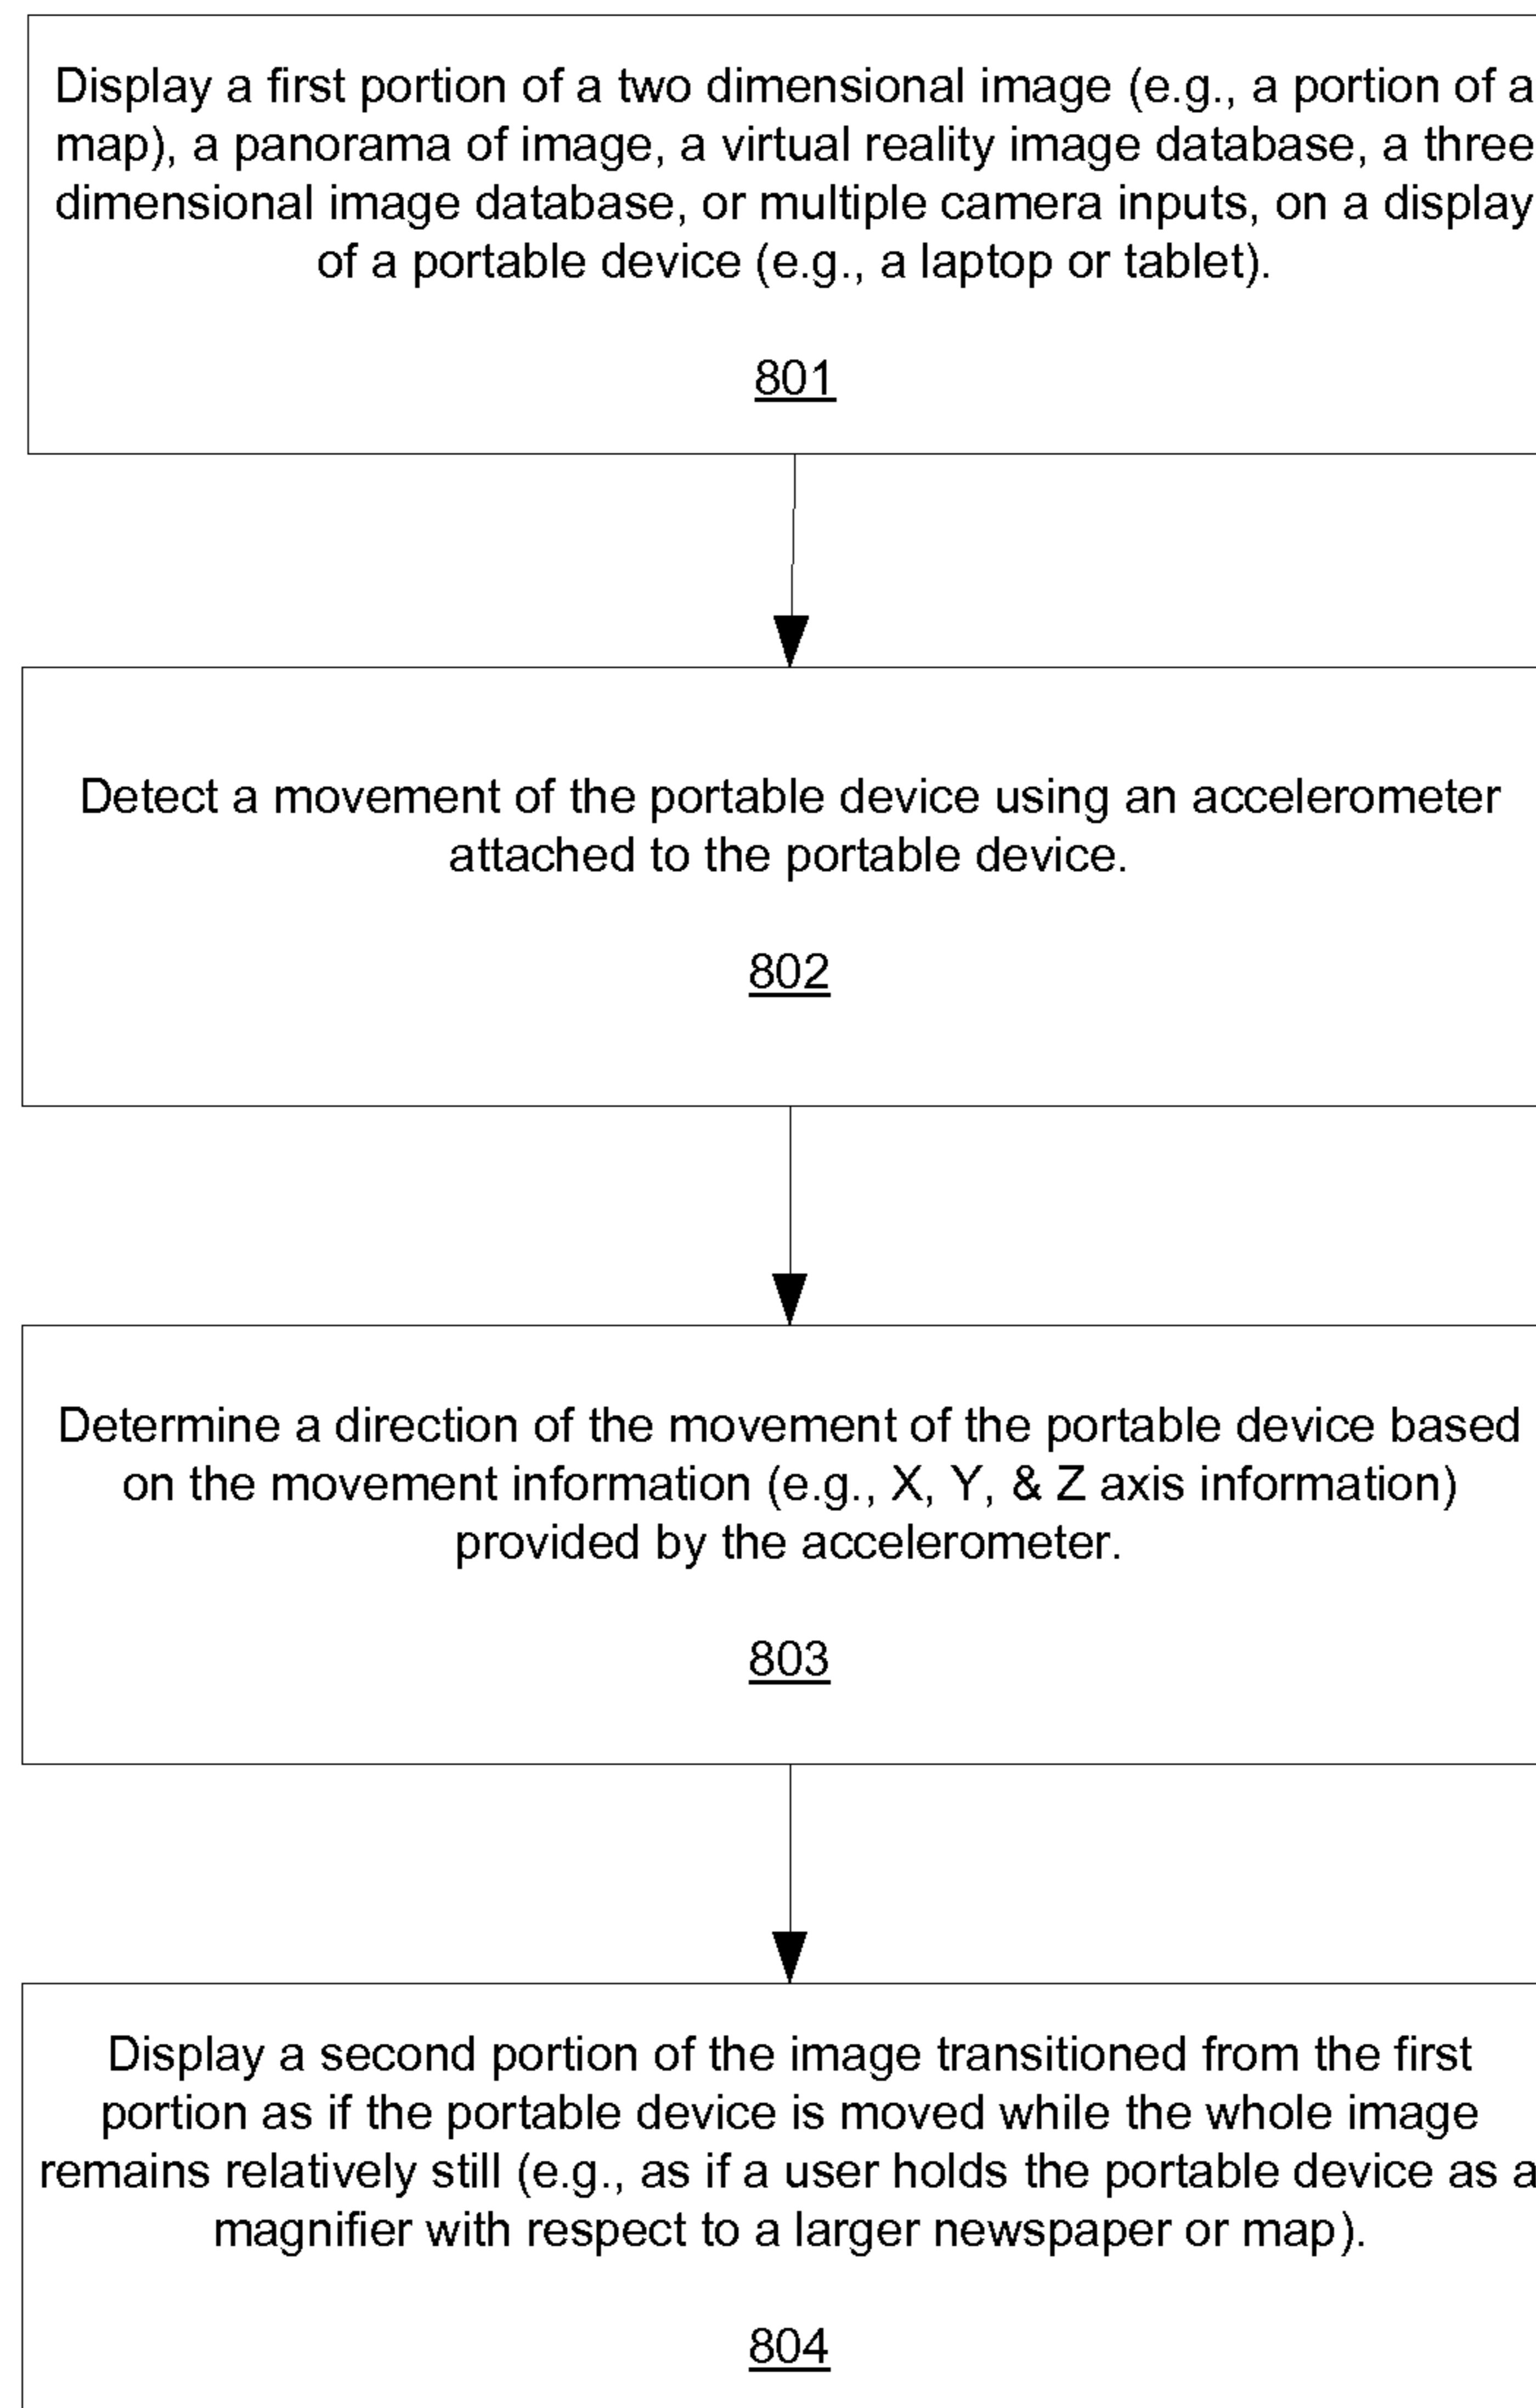 Display a first portion of a two dimensional image (e.g., a portion of a
map), a panorama of image, a virtual reality image database, a three
dimensional image database, or multiple camera inputs, on a display
of a portable device (e.g., a laptop or tablet).
801
Detect a movement of the portable device using an accelerometer
attached to the portable device.
802
Determine a direction of the movement of the portable device based
on the movement information (e.g., X, Y, & Z axis information)
provided by the accelerometer.
803
Display a second portion of the image transitioned from the first
portion as if the portable device is moved while the whole image
remains relatively still (e.g., as if a user holds the portable device as a
magnifier with respect to a larger newspaper or map).
804